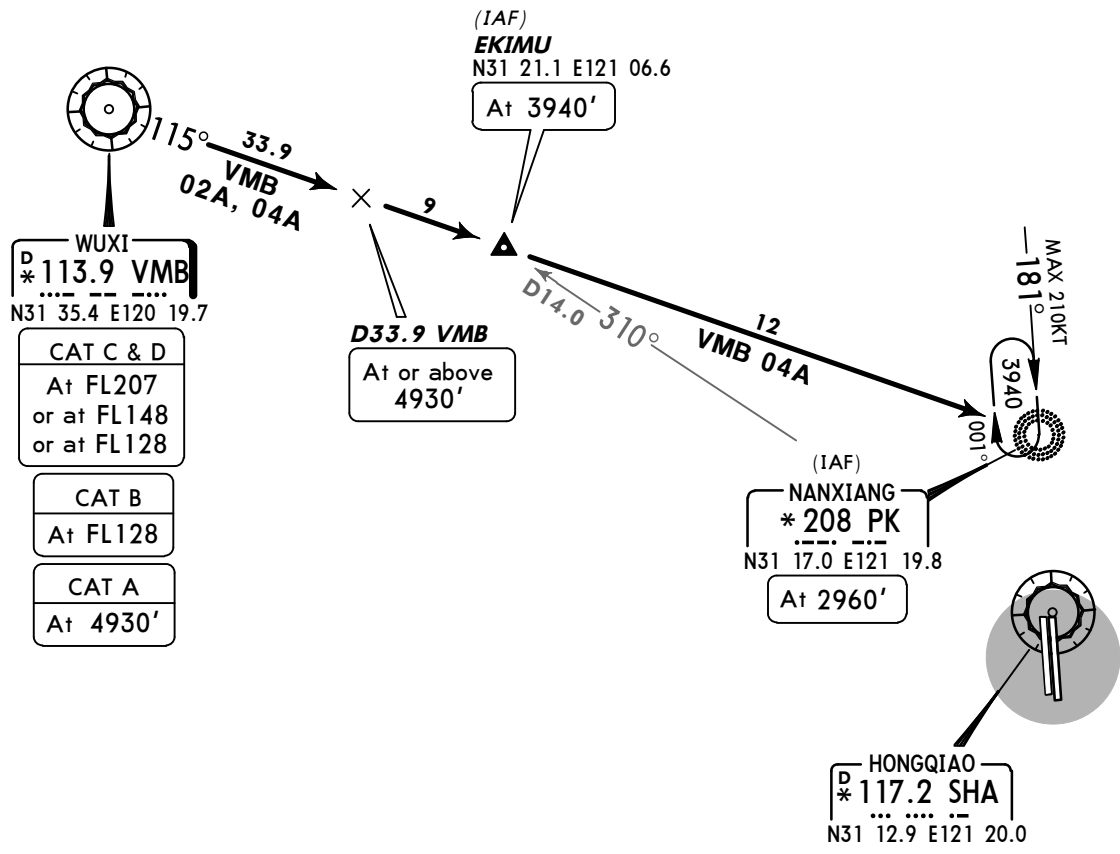 (IAF)
EKIMU
N31 21.1 E121 06.6
At 3940'
115°
33.9
VMB
02A, 04A
9
WUXI
D
* 113.9 VMB
N31 35.4 E120 19.7
CAT C & D
At FL207
or at FL148
or at FL128
CAT B
At FL128
CAT A
At 4930'
D33.9 VMB
At or above
4930'
D14.0
310°
12
VMB 04A
MAX 210KT
181°
3940
001°
(IAF)
NANXIANG
* 208 PK
N31 17.0 E121 19.8
At 2960'
HONGQIAO
D
* 117.2 SHA
N31 12.9 E121 20.0